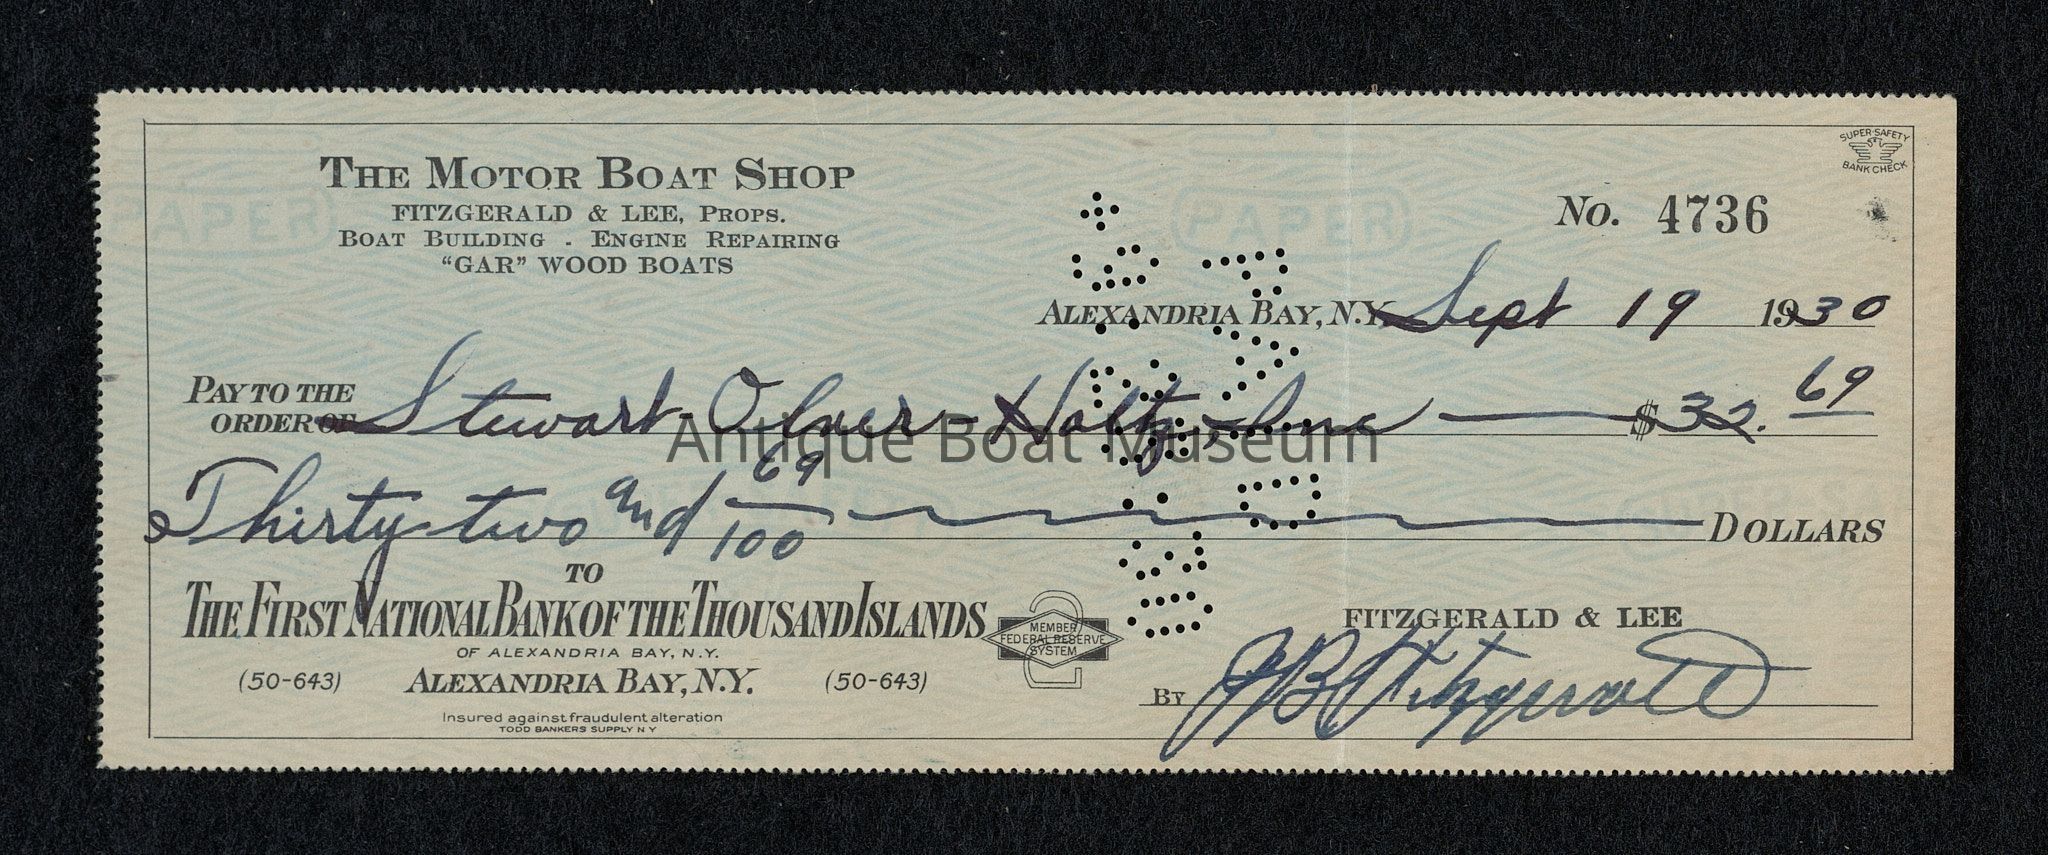 SUPER-SAFETY
BANK CHECK
THE MOTOR BOAT SHOP
FITZGERALD & LEE, PROPS.
BOAT BUILDING - ENGINE REPAIRING
"GAR" WOOD BOATS
PAPER PAPER
No. 4736
ALEXANDRIA BAY, N.Y. Sept 19 1930
PAY TO THE
ORDER OF Stewart-Olver-Holtz Inc $32.69
Antique Boat Museum
Thirty two and 69/100 DOLLARS
TO
THE FIRST NATIONAL BANK OF THE THOUSAND ISLANDS
OF ALEXANDRIA BAY, N.Y.
(50-643) ALEXANDRIA BAY, N.Y. (50-643)
MEMBER
FEDERAL RESERVE
SYSTEM
FITZGERALD & LEE
BY J B Fitzgerald
Insured against fraudulent alteration
TODD BANKERS SUPPLY N Y